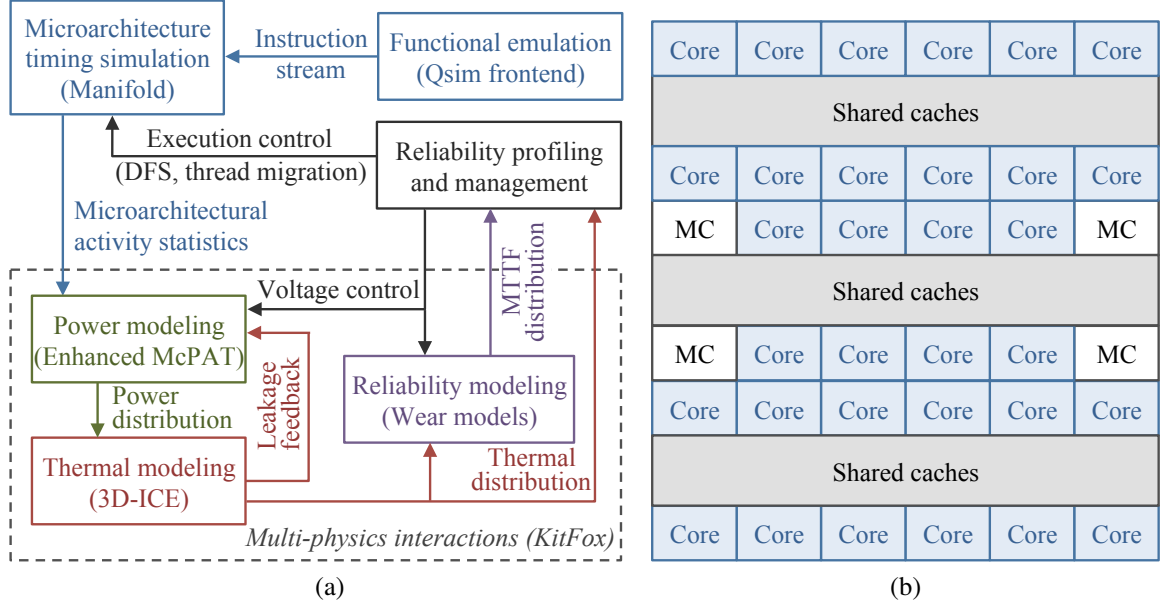 Microarchitecture
timing simulation
(Manifold)
Instruction
stream
Functional emulation
(Qsim frontend)
Execution control
(DFS, thread migration)
Reliability profiling
and management
Microarchitectural
activity statistics
Voltage control
MTTF
distribution
Power modeling
(Enhanced McPAT)
Leakage
feedback
Reliability modeling
(Wear models)
Power
distribution
Thermal modeling
(3D-ICE)
Thermal
distribution
Multi-physics interactions (KitFox)
(a)
Core Core Core Core Core Core
Shared caches
Core Core Core Core Core Core
MC Core Core Core Core MC
Shared caches
MC Core Core Core Core MC
Core Core Core Core Core Core
Shared caches
Core Core Core Core Core Core
(b)